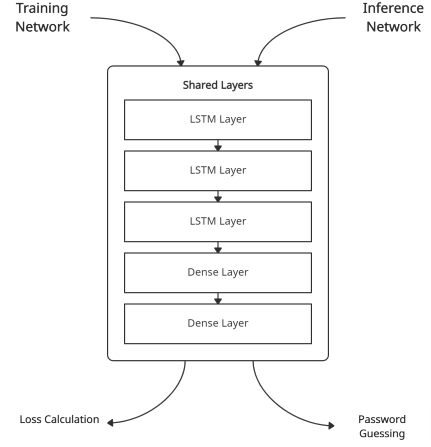 Training
Network
Inference
Network
Shared Layers
LSTM Layer
LSTM Layer
LSTM Layer
Dense Layer
Dense Layer
Loss Calculation
Password
Guessing